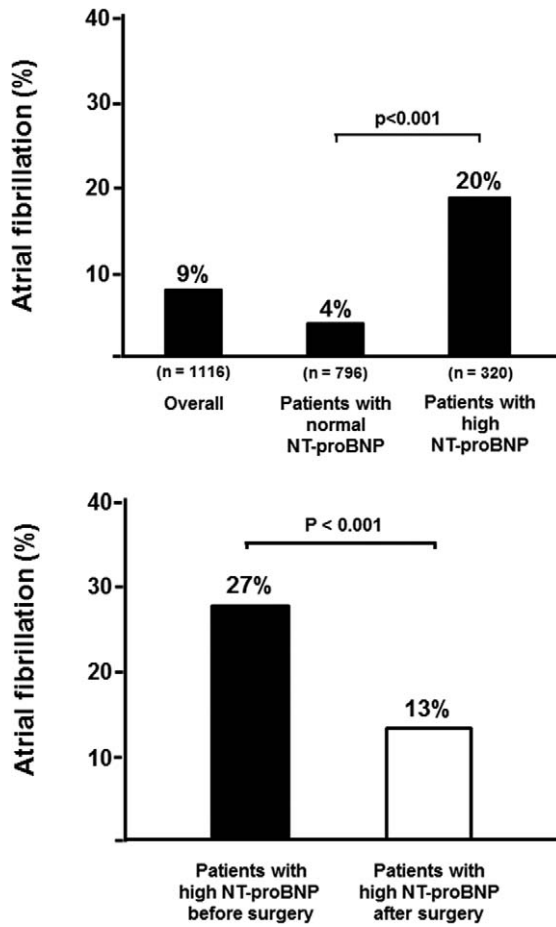 40
30
20
10
Atrial fibrillation (%)
p<0.001
9%
4%
20%
(n = 1116)
(n = 796)
(n = 320)
Overall
Patients with
normal
NT-proBNP
Patients with
high
NT-proBNP
40
30
20
10
Atrial fibrillation (%)
P < 0.001
27%
13%
Patients with
high NT-proBNP
before surgery
Patients with
high NT-proBNP
after surgery